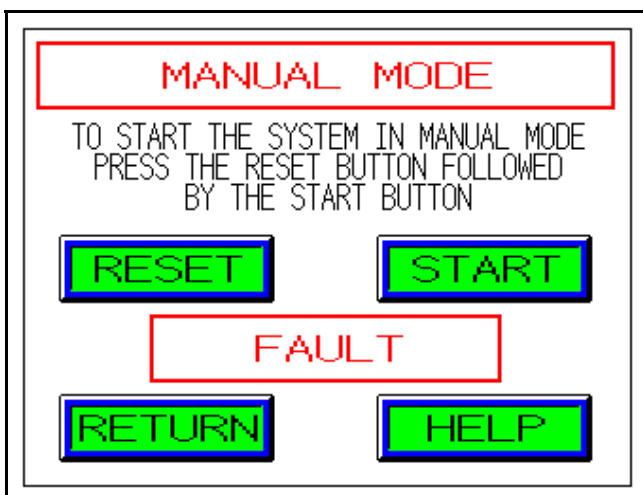 MANUAL MODE
TO START THE SYSTEM IN MANUAL MODE
PRESS THE RESET BUTTON FOLLOWED
BY THE START BUTTON
RESET START
FAULT
RETURN HELP